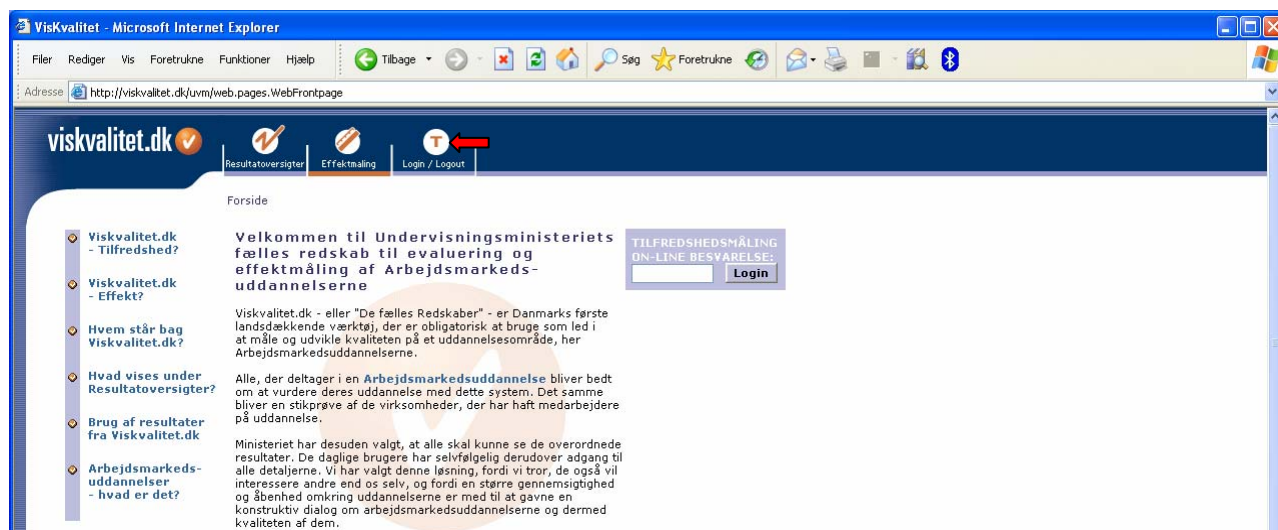 VisKvalitet - Microsoft Internet Explorer
Filer Rediger Vis Foretrukne Funktioner Hjælp Tilbage Søg Foretrukne
Adresse http://viskvalitet.dk/uvm/web.pages.WebFrontpage
viskvalitet.dk
T
Resultatoversigter Effektmaling Login / Logout
Forside
Viskvalitet.dk
- Tilfredshed?
Viskvalitet.dk
- Effekt?
Hvem står bag
Viskvalitet.dk?
Hvad vises under
Resultatoversigter?
Brug af resultater
fra Viskvalitet.dk
Arbejdsmarkeds-
uddannelser
- hvad er det?
Velkommen til Undervisningsministeriets
fælles redskab til evaluering og
effektmåling af Arbejdsmarkeds-
uddannelserne
Viskvalitet.dk - eller "De fælles Redskaber" - er Danmarks første
landsdækkende værktøj, der er obligatorisk at bruge som led i
at måle og udvikle kvaliteten på et uddannelsesområde, her
Arbejdsmarkedsuddannelserne.
Alle, der deltager i en Arbejdsmarkedsuddannelse bliver bedt
om at vurdere deres uddannelse med dette system. Det samme
bliver en stikprøve af de virksomheder, der har haft medarbejdere
på uddannelse.
Ministeriet har desuden valgt, at alle skal kunne se de overordnede
resultater. De daglige brugere har selvfølgelig derudover adgang til
alle detaljerne. Vi har valgt denne løsning, fordi vi tror, de også vil
interessere andre end os selv, og fordi en større gennemsigtighed
og åbenhed omkring uddannelserne er med til at gavne en
konstruktiv dialog om arbejdsmarkedsuddannelserne og dermed
kvaliteten af dem.
TILFREDSHEDSMÅLING
ON-LINE BESVARELSE:
Login